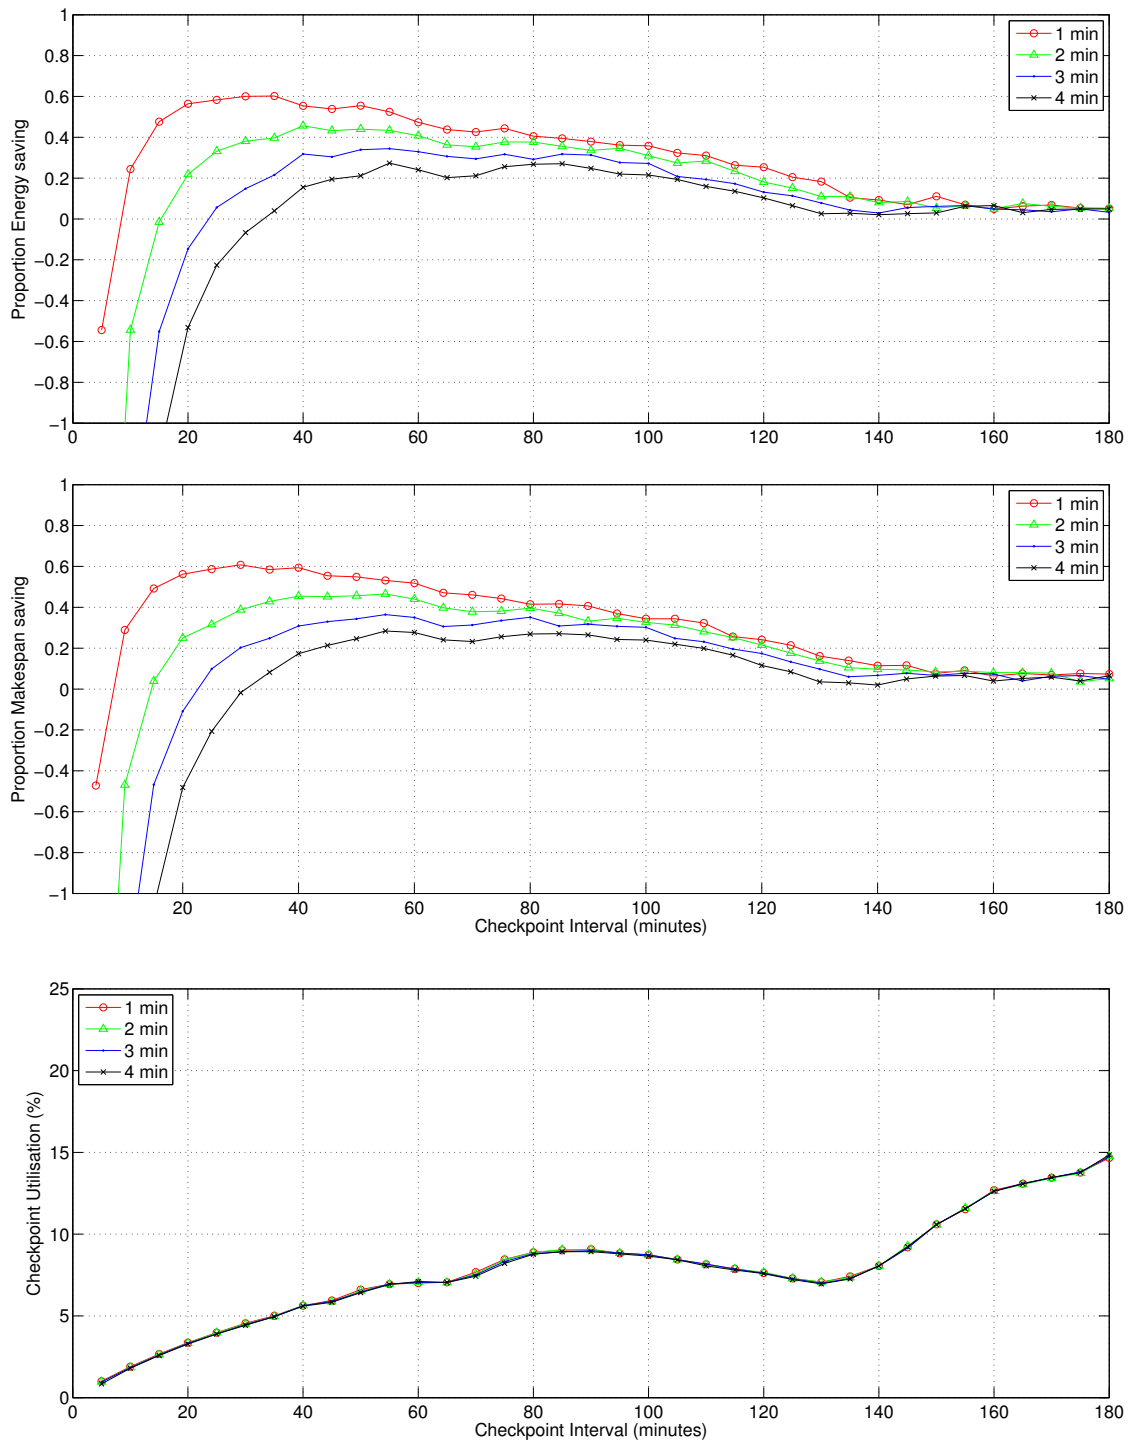 1
0.8
0.6
0.4
0.2
0
−0.2
−0.4
−0.6
−0.8
−1
Proportion Energy saving
0 20 40 60 80 100 120 140 160 180
1 min
2 min
3 min
4 min
1
0.8
0.6
0.4
0.2
0
−0.2
−0.4
−0.6
−0.8
−1
Proportion Makespan saving
20 40 60 80 100 120 140 160 180
Checkpoint Interval (minutes)
1 min
2 min
3 min
4 min
25
20
15
10
5
0
Checkpoint Utilisation (%)
1 min
2 min
3 min
4 min
0 20 40 60 80 100 120 140 160 180
Checkpoint Interval (minutes)